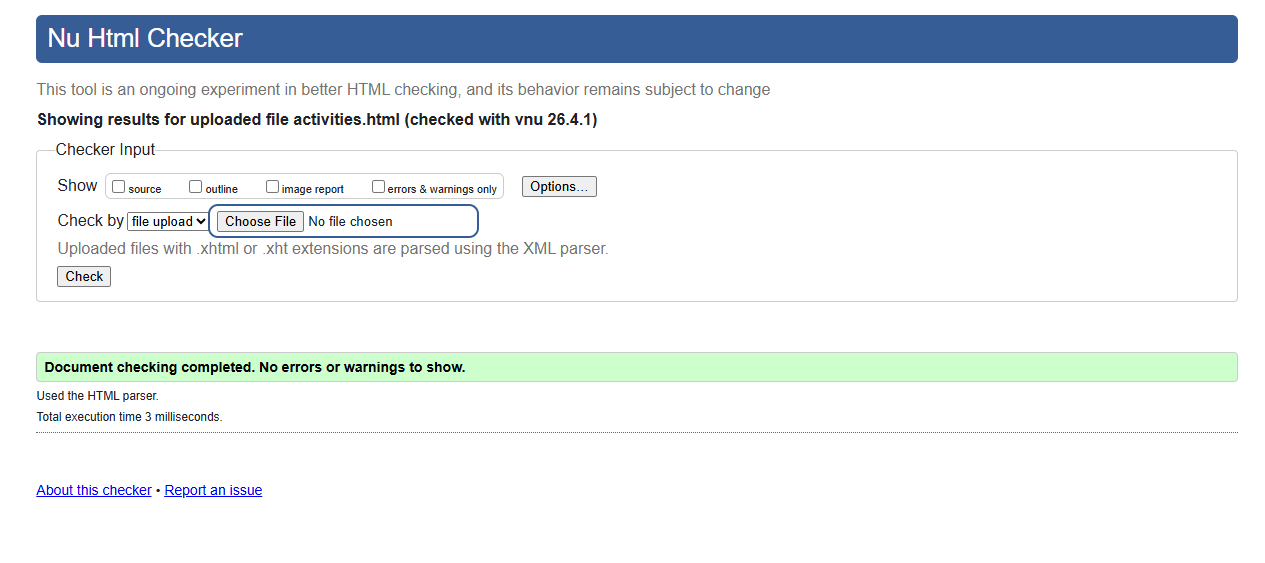 Nu Html Checker
This tool is an ongoing experiment in better HTML checking, and its behavior remains subject to change
Showing results for uploaded file activities.html (checked with vnu 26.4.1)
Checker Input
Show source outline image report errors & warnings only Options...
Check by file upload Choose File No file chosen
Uploaded files with .xhtml or .xht extensions are parsed using the XML parser.
Check
Document checking completed. No errors or warnings to show.
Used the HTML parser.
Total execution time 3 milliseconds.
About this checker • Report an issue